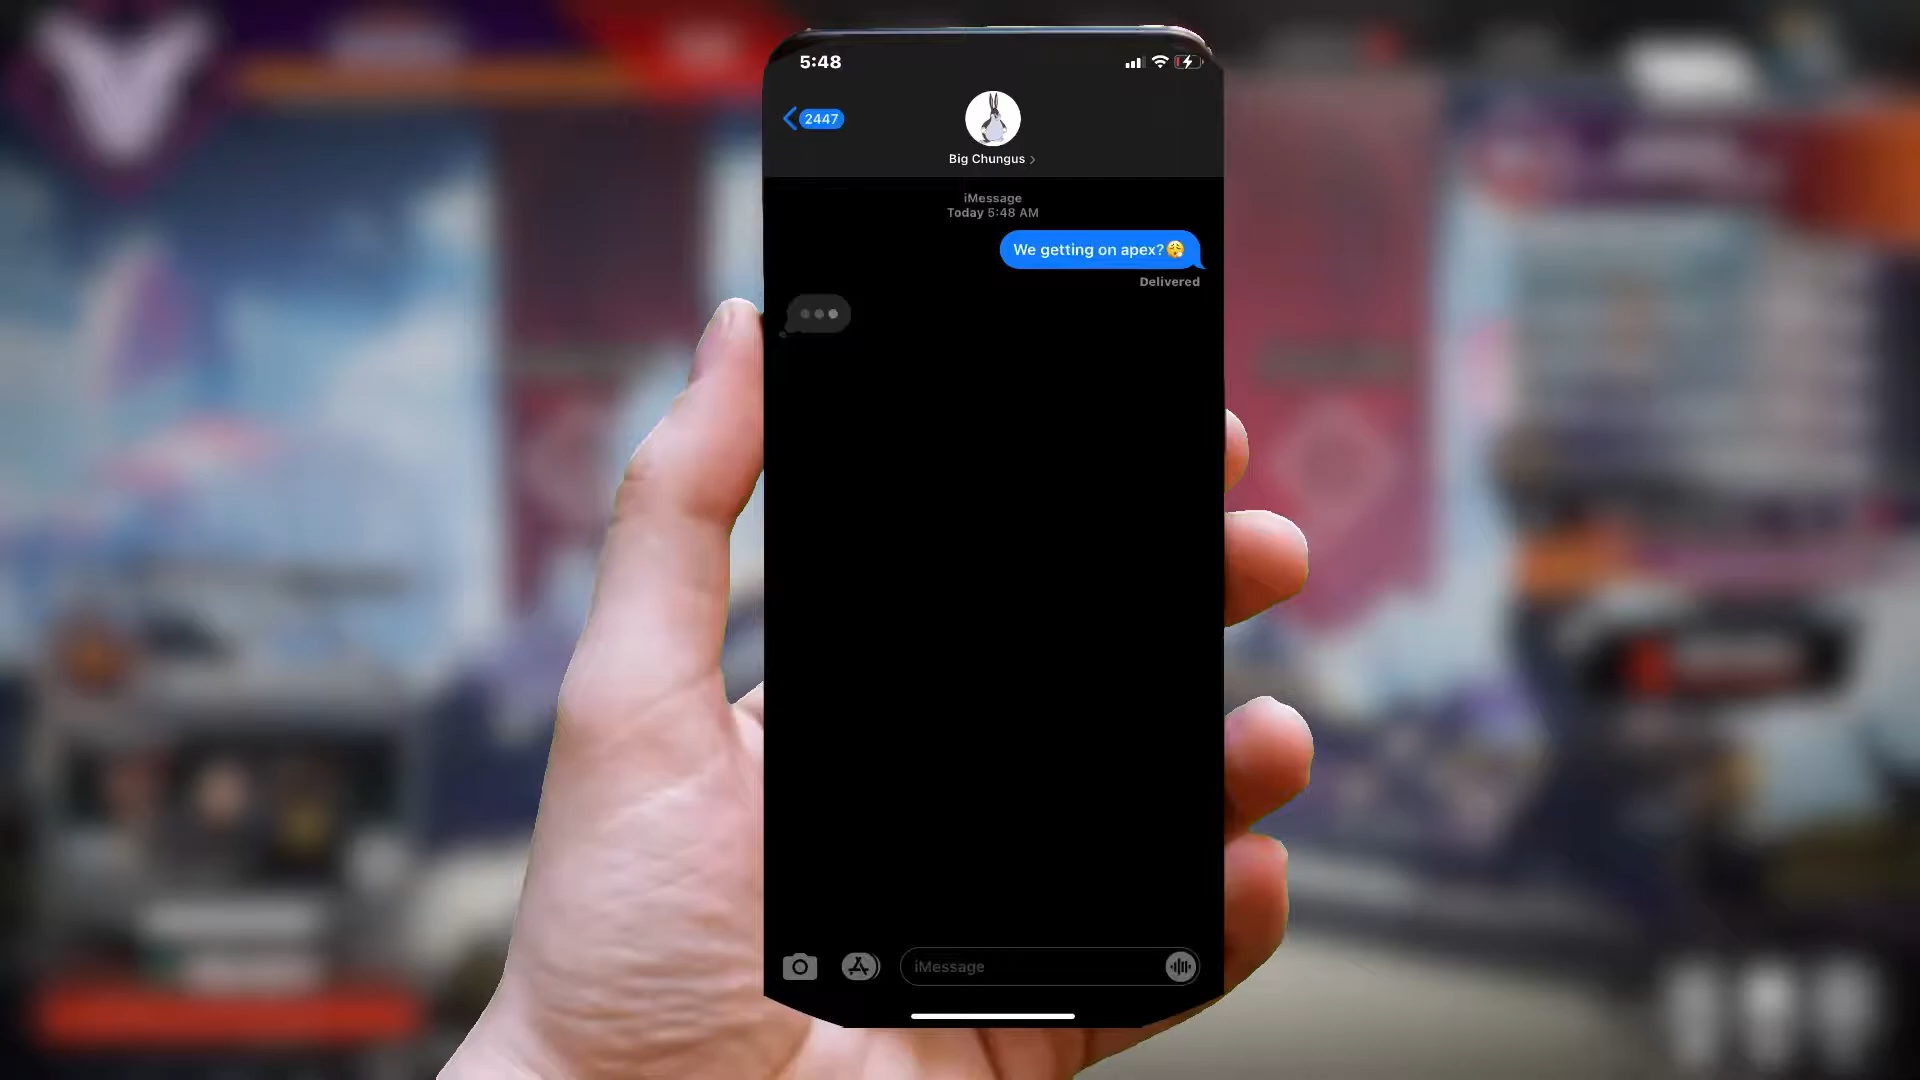 5:48
2447
Big Chungus
iMessage
Today 5:48 AM
We getting on apex?😮‍💨
Delivered
iMessage